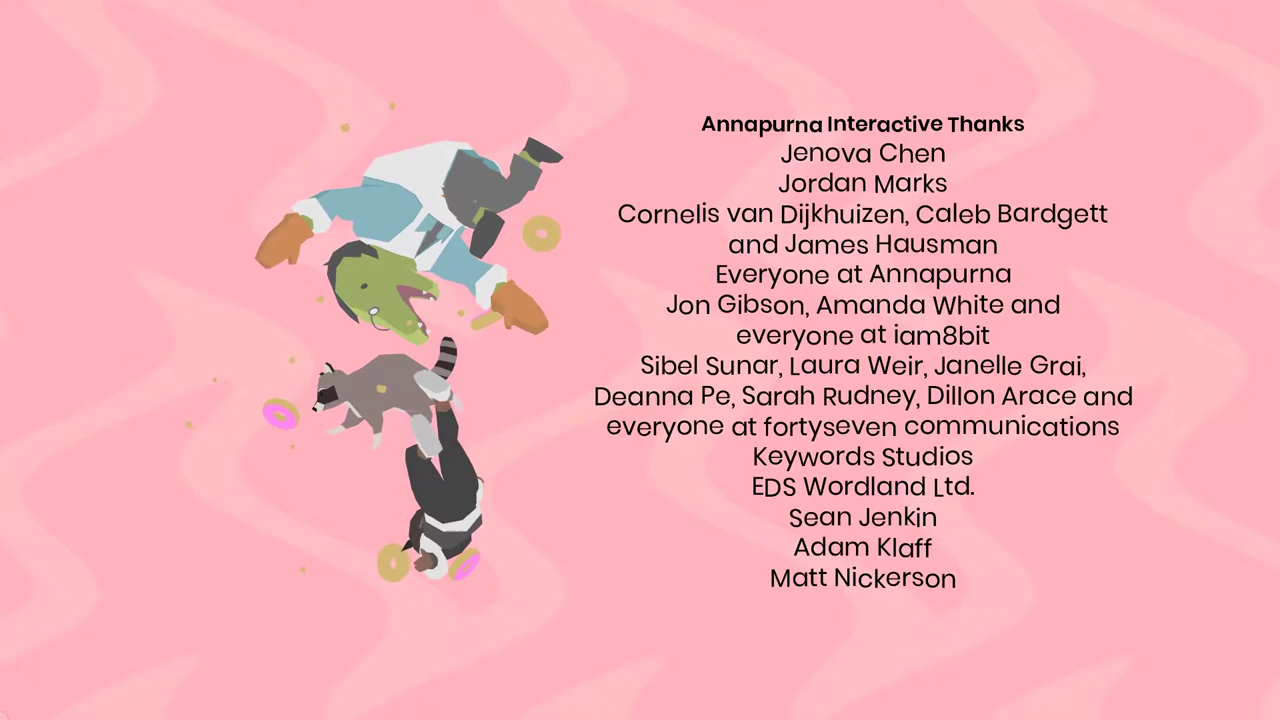 Annapurna Interactive Thanks
Jenova Chen
Jordan Marks
Cornelis van Dijkhuizen, Caleb Bardgett
and James Hausman
Everyone at Annapurna
Jon Gibson, Amanda White and
everyone at iam8bit
Sibel Sunar, Laura Weir, Janelle Grai,
Deanna Pe, Sarah Rudney, Dillon Arace and
everyone at fortyseven communications
Keywords Studios
EDS Wordland Ltd.
Sean Jenkin
Adam Klaff
Matt Nickerson